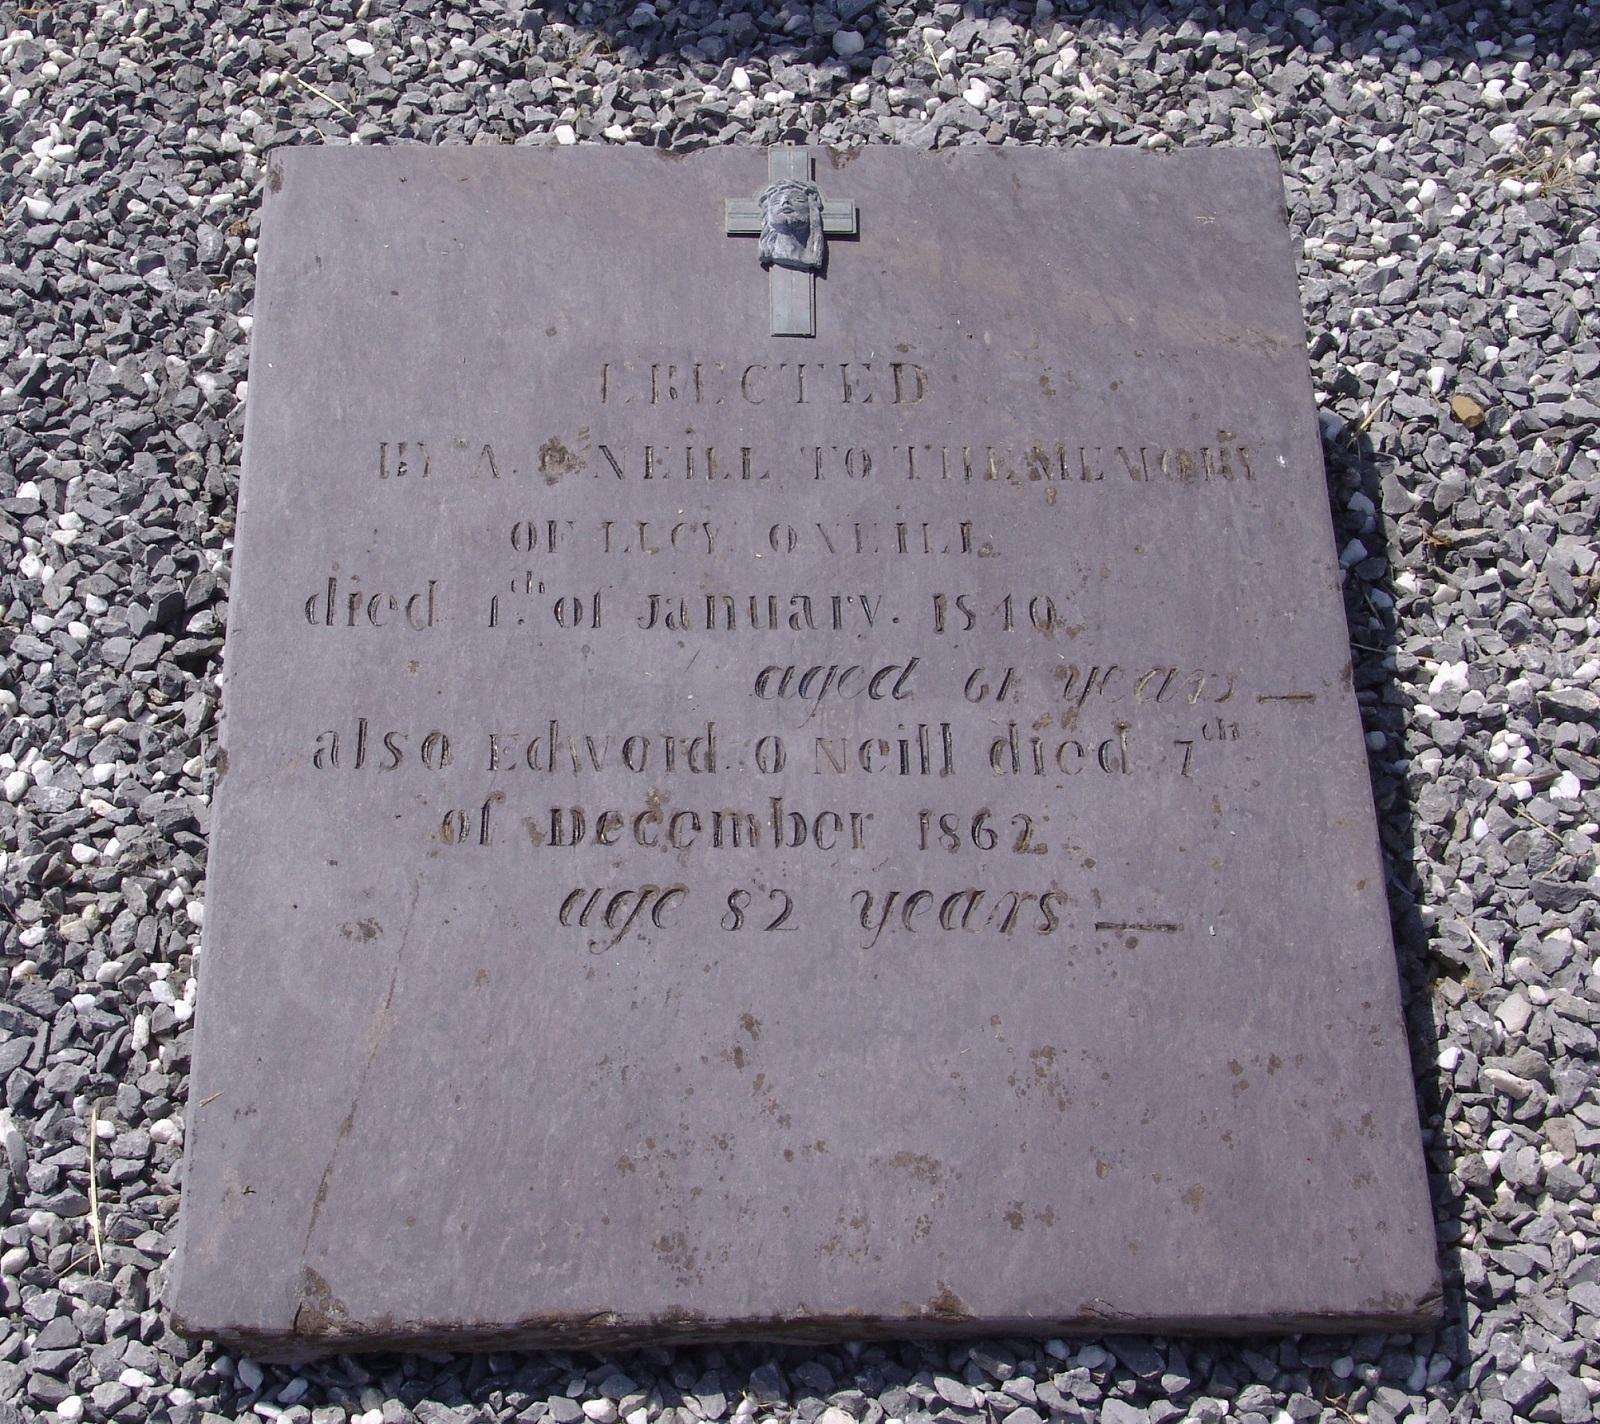 ERECTED
BY A. O'NEILL TO THE MEMORY
OF LUCY ONEILL
died 1th of January. 1840.
aged 61 years —
also Edword O Neill died 7th
of December 1862
age 82 years —